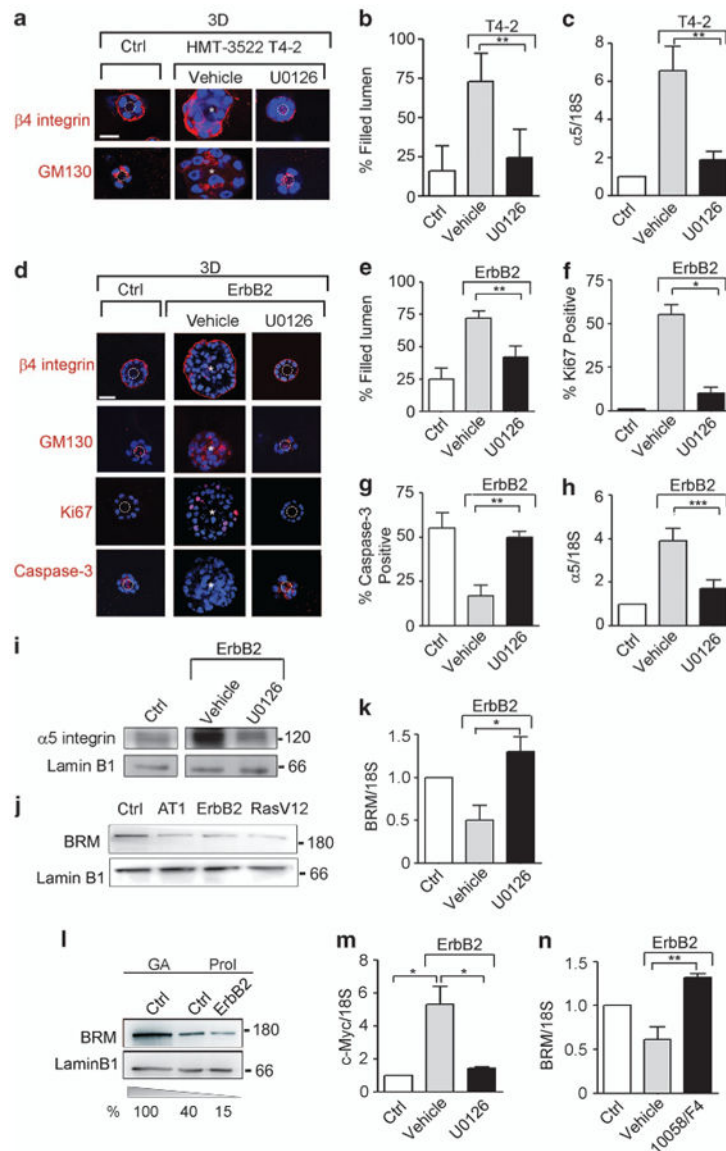 a
3D
Ctrl
HMT-3522 T4-2
Vehicle U0126
β4 integrin
GM130
b
T4-2
**
% Filled lumen
100
75
50
25
0
Ctrl
Vehicle
U0126
c
T4-2
**
α5/18S
8
6
4
2
0
Ctrl
Vehicle
U0126
d
3D
Ctrl ErbB2
Vehicle U0126
β4 integrin
GM130
Ki67
Caspase-3
e
ErbB2
**
% Filled lumen
100
75
50
25
0
Ctrl
Vehicle
U0126
f
ErbB2
*
% Ki67 Positive
75
50
25
0
Ctrl
Vehicle
U0126
g
ErbB2
**
% Caspase-3
Positive
75
50
25
0
Ctrl
Vehicle
U0126
h
ErbB2
***
α5/18S
6
4
2
0
Ctrl
Vehicle
U0126
i
ErbB2
Ctrl Vehicle U0126
α5 integrin - 120
Lamin B1 - 66
j
Ctrl AT1 ErbB2 RasV12
BRM - 180
Lamin B1 - 66
k
ErbB2
*
BRM/18S
1.5
1.0
0.5
0
Ctrl
Vehicle
U0126
l
GA Prol
Ctrl Ctrl ErbB2
BRM - 180
LaminB1 - 66
% 100 40 15
m
ErbB2
* *
c-Myc/18S
8
6
4
2
0
Ctrl
Vehicle
U0126
n
ErbB2
**
BRM/18S
1.5
1.0
0.5
0
Ctrl
Vehicle
10058/F4